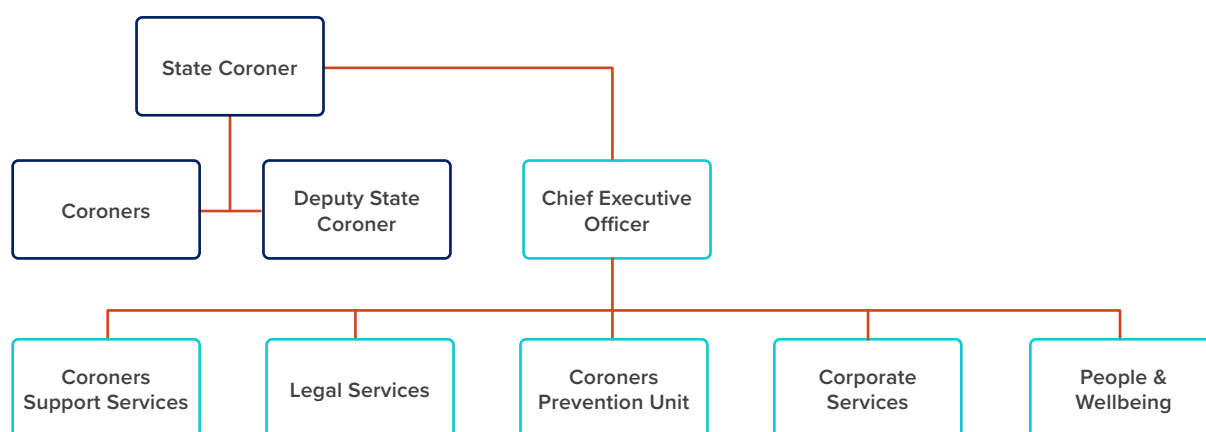 State Coroner
Coroners
Deputy State
Coroner
Chief Executive
Officer
Coroners
Support Services
Legal Services
Coroners
Prevention Unit
Corporate
Services
People &
Wellbeing